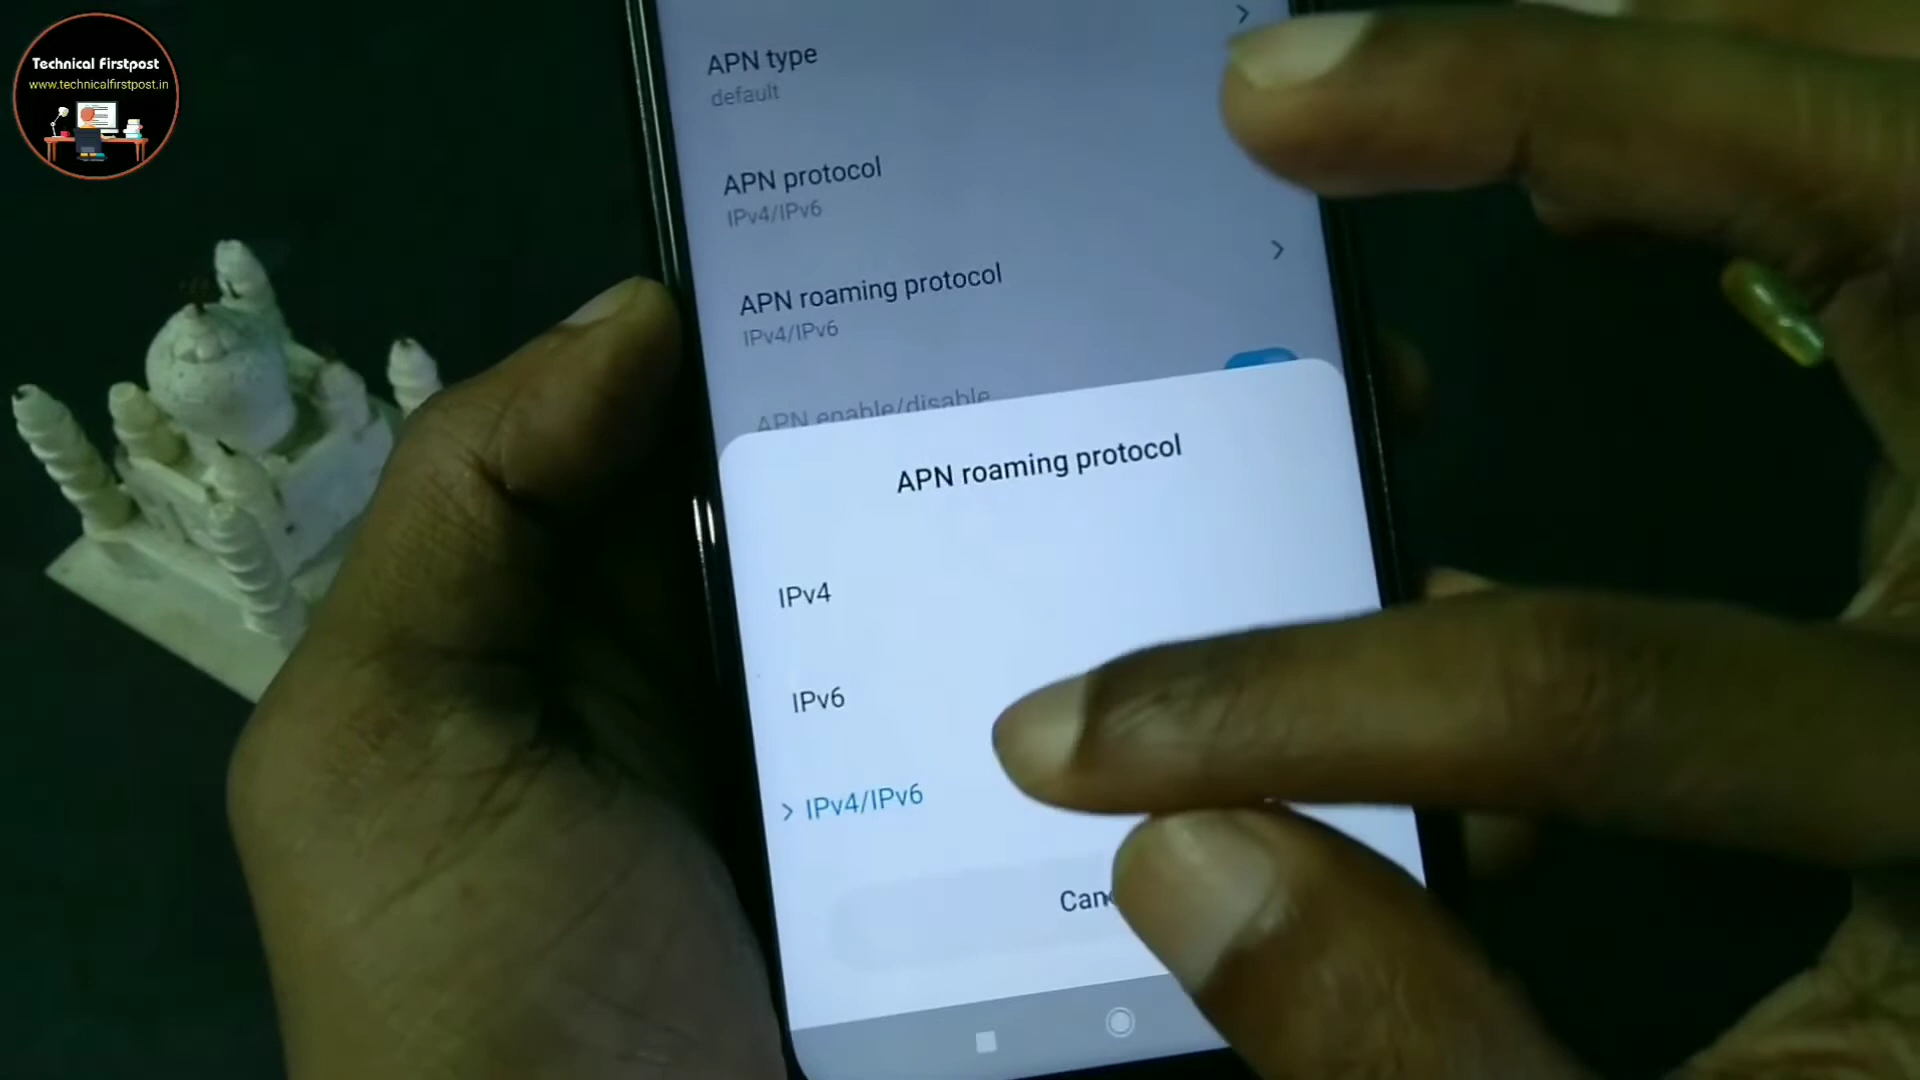 Technical Firstpost
www.technicalfirstpost.in
APN type
default
APN protocol
IPv4/IPv6
APN roaming protocol
IPv4/IPv6
APN enable/disable
APN roaming protocol
IPv4
IPv6
> IPv4/IPv6